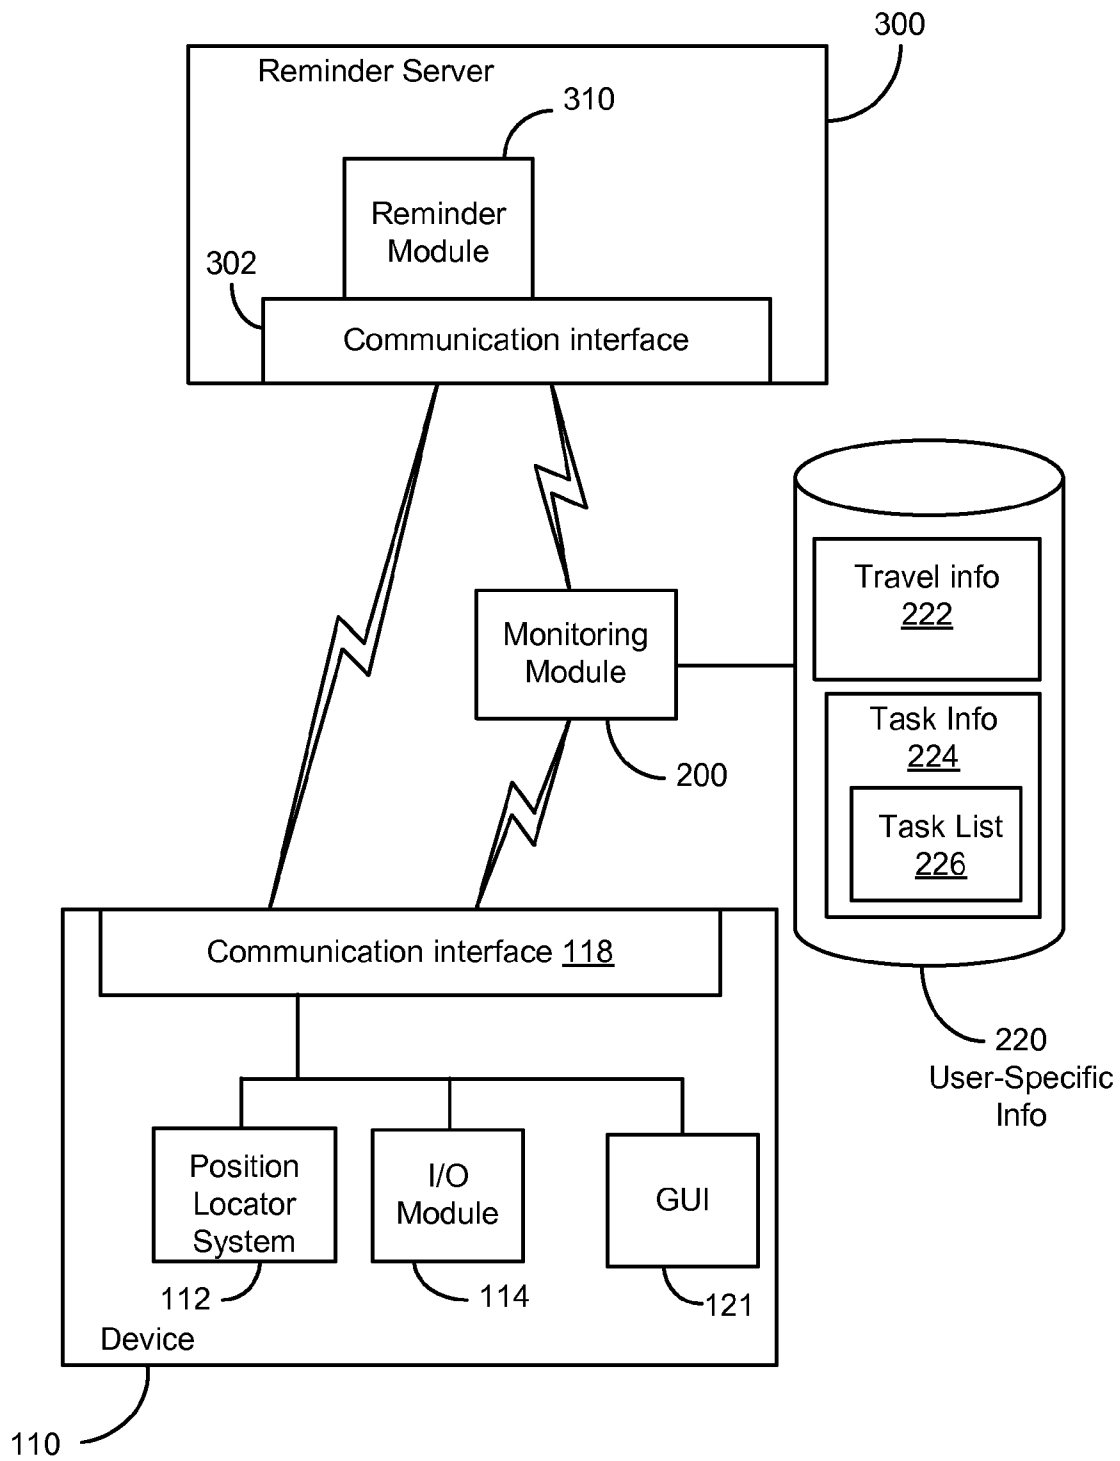 300
Reminder Server
310
Reminder
Module
302
Communication interface
Travel info
222
Monitoring
Module
Task Info
224
200
Task List
226
Communication interface 118
220
User-Specific
Info
Position
Locator
System
I/O
Module
GUI
112
114
121
Device
110